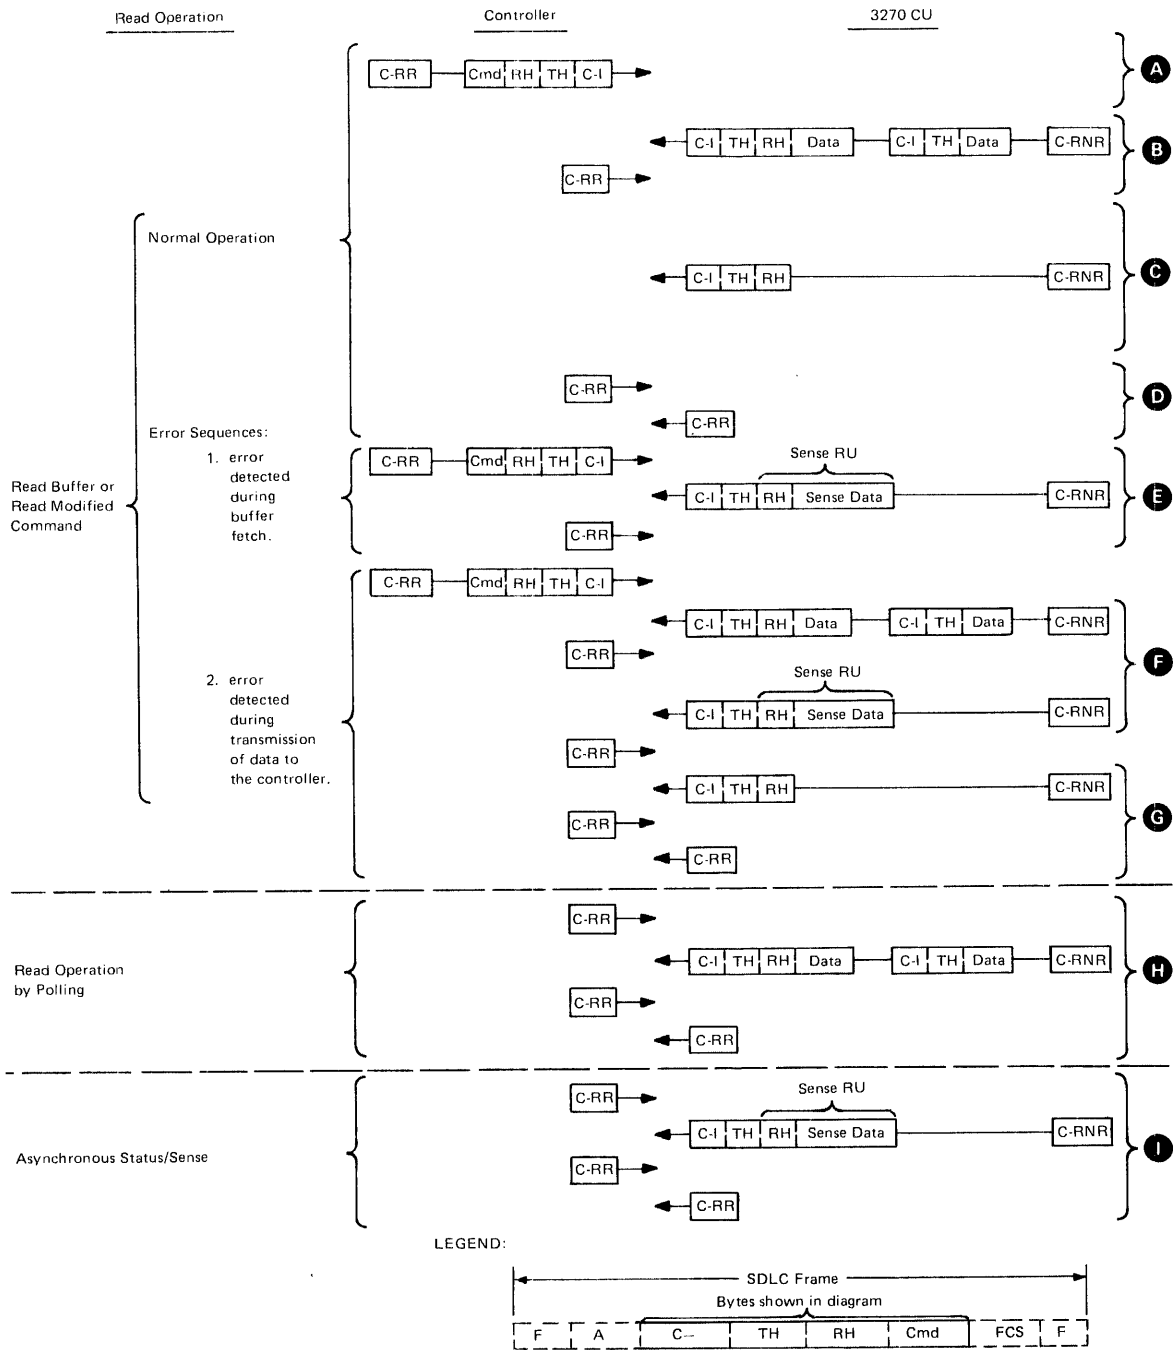 Read Operation Controller 3270 CU
C-RR Cmd RH TH C-I A
C-I TH RH Data C-I TH Data C-RNR B
C-RR
Normal Operation
C-I TH RH C-RNR C
C-RR D
C-RR
Error Sequences:
1. error
detected
during
buffer
fetch.
C-RR Cmd RH TH C-I
Sense RU
C-I TH RH Sense Data C-RNR E
C-RR
Read Buffer or
Read Modified
Command
C-RR Cmd RH TH C-I
C-I TH RH Data C-I TH Data C-RNR
C-RR
F
2. error
detected
during
transmission
of data to
the controller.
Sense RU
C-I TH RH Sense Data C-RNR
C-RR
C-I TH RH C-RNR
C-RR G
C-RR
Read Operation
by Polling
C-RR
C-I TH RH Data C-I TH Data C-RNR H
C-RR
C-RR
Asynchronous Status/Sense
C-RR
Sense RU
C-I TH RH Sense Data C-RNR I
C-RR
C-RR
LEGEND:
SDLC Frame
Bytes shown in diagram
F A C– TH RH Cmd FCS F